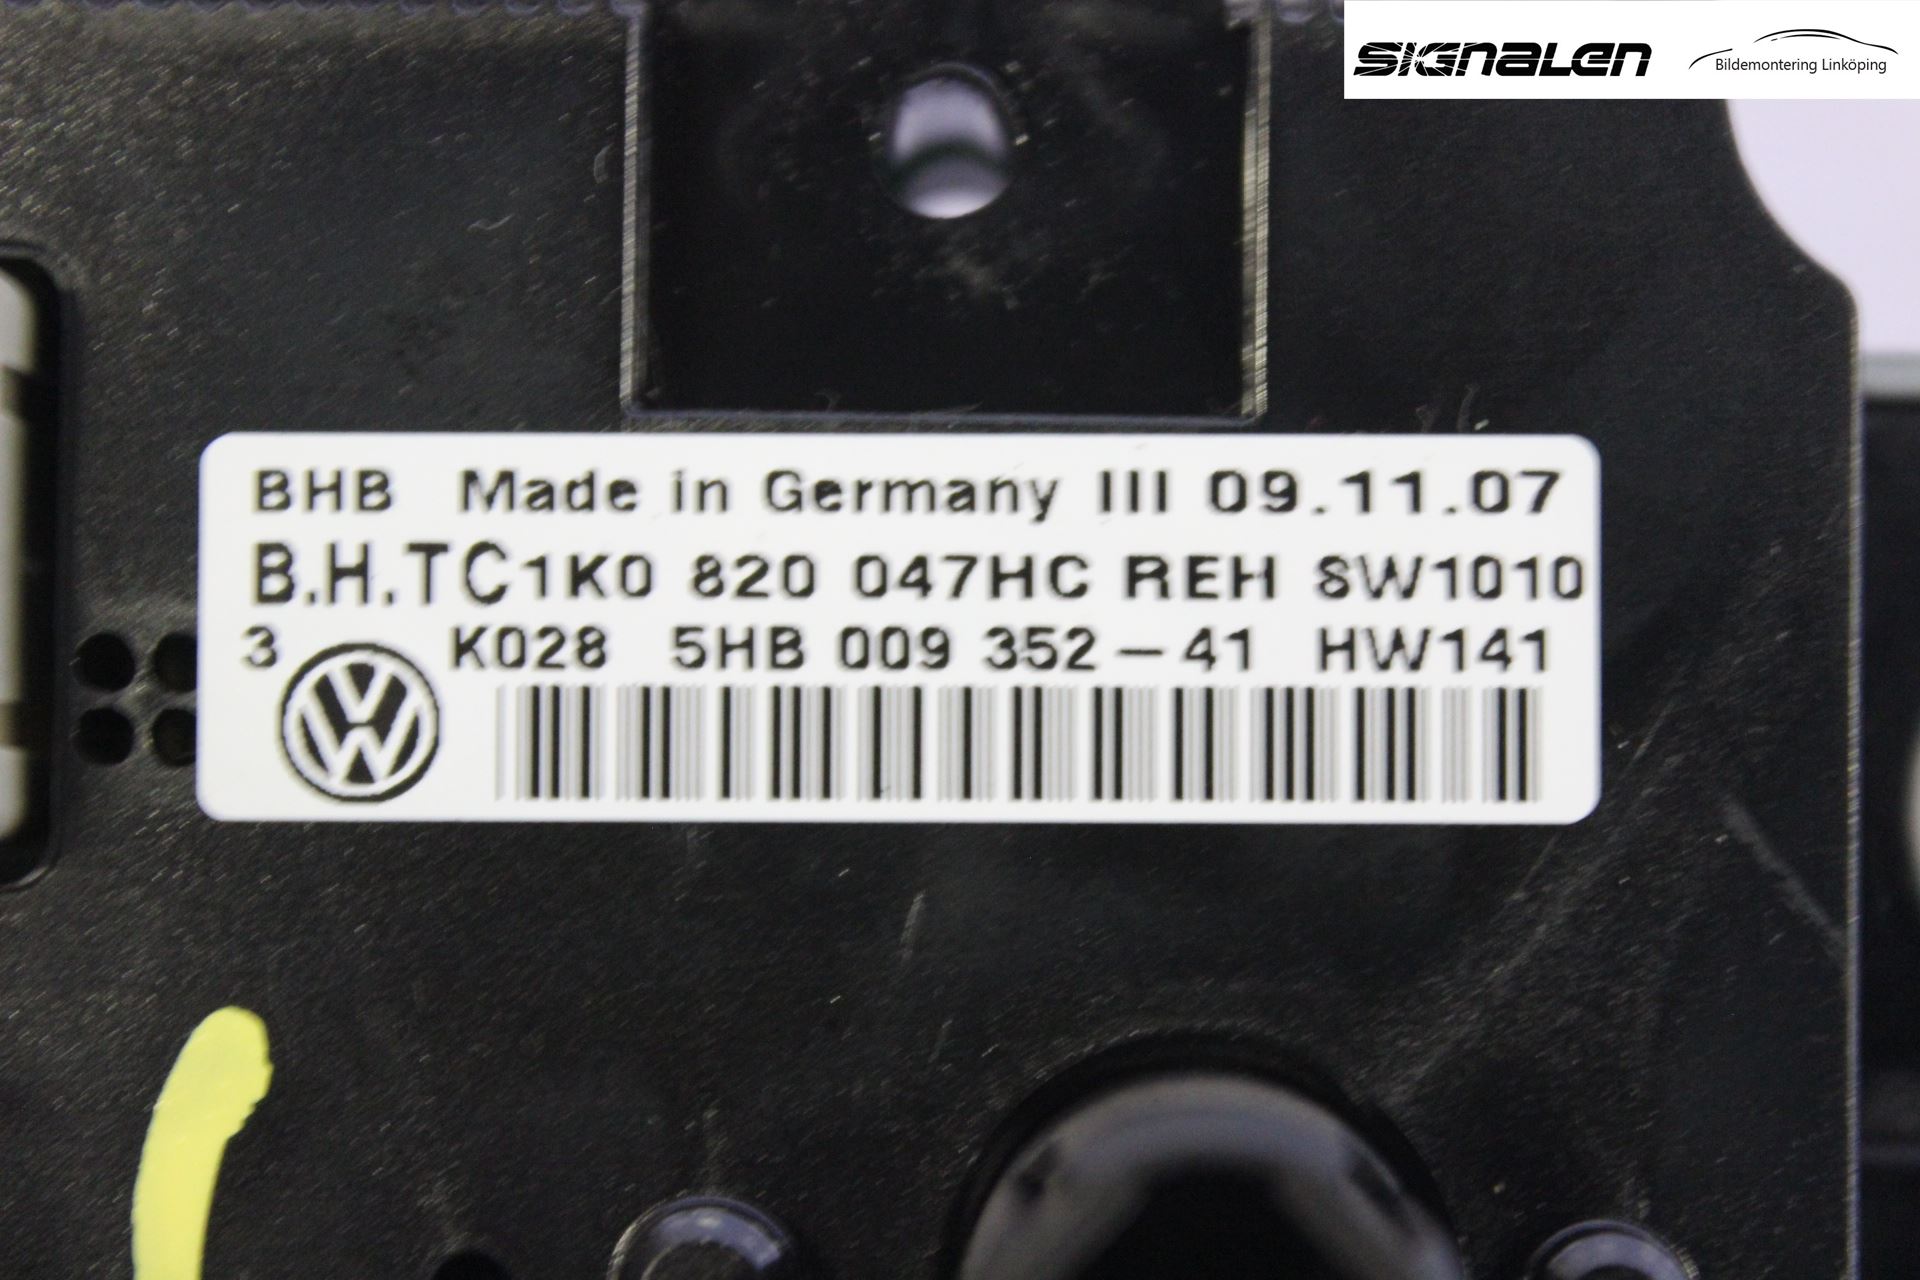 SIGNALEN
Bildemontering Linköping
BHB Made in Germany III 09.11.07
B.H.TC1K0 820 047HC REH SW1010
3 K028 5HB 009 352-41 HW141